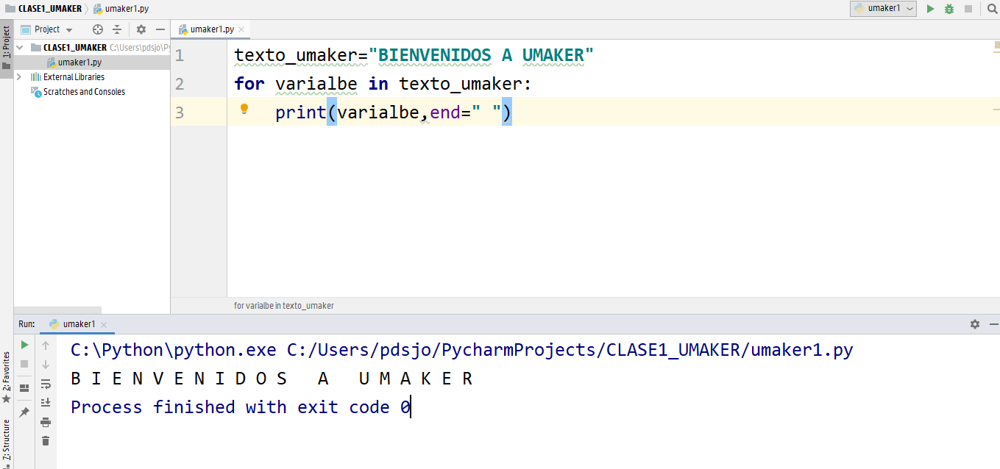 CLASE1_UMAKER umaker1.py umaker1
1: Project
Project
umaker1.py
CLASE1_UMAKER C:\Users\pdsjo\Py
umaker1.py
External Libraries
Scratches and Consoles
1 texto_umaker="BIENVENIDOS A UMAKER"
2 for varialbe in texto_umaker:
3 print(varialbe,end=" ")
for varialbe in texto_umaker
Run: umaker1
C:\Python\python.exe C:/Users/pdsjo/PycharmProjects/CLASE1_UMAKER/umaker1.py
B I E N V E N I D O S   A   U M A K E R
Process finished with exit code 0
2: Favorites
7: Structure